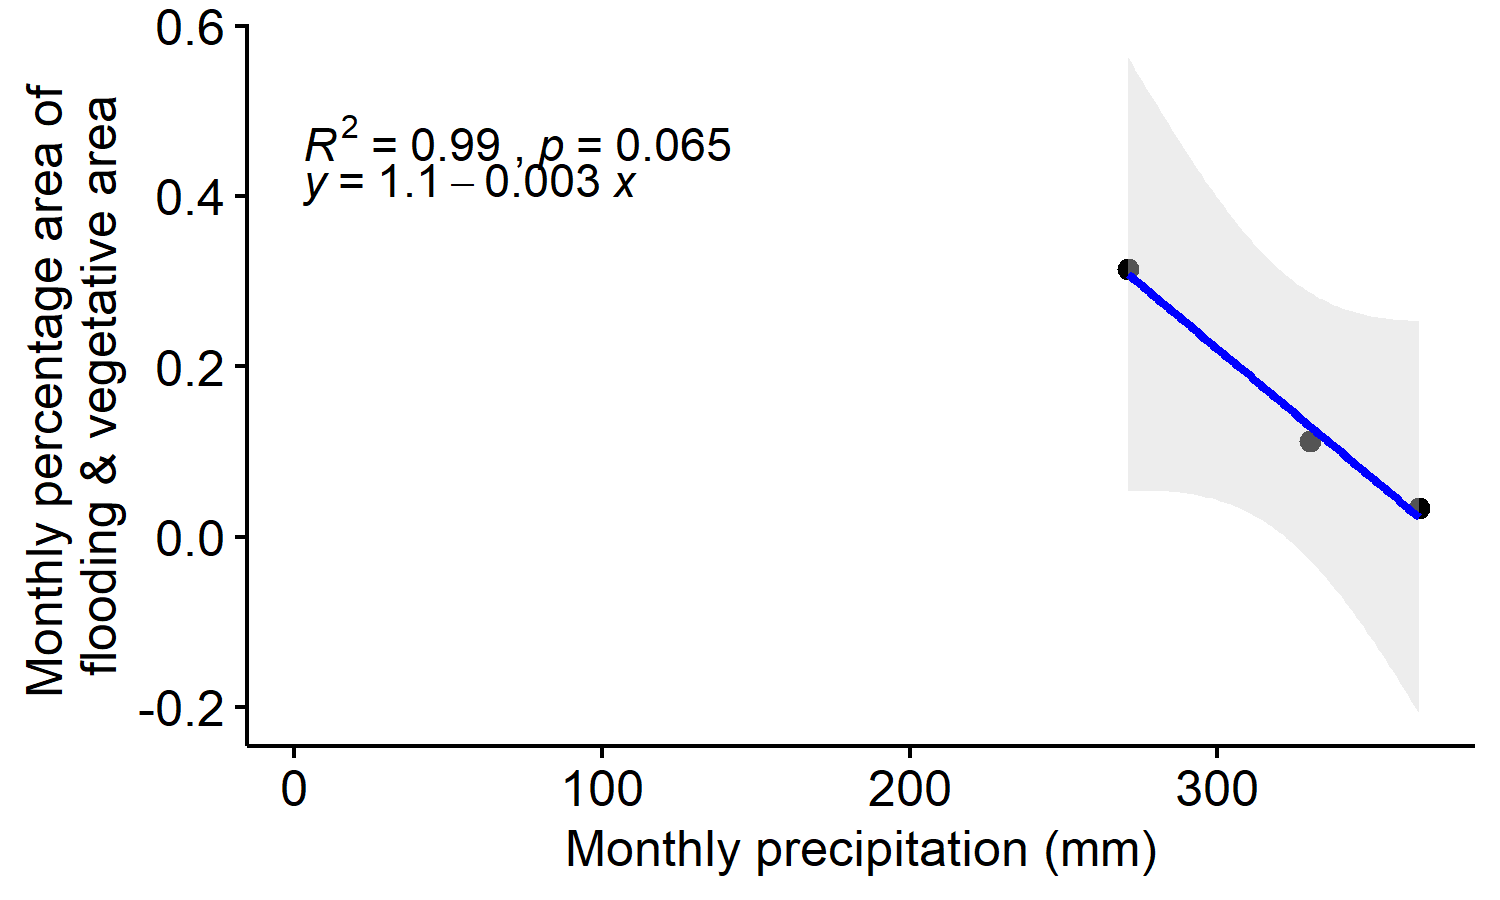 Monthly percentage area of
flooding & vegetative area
0.6
0.4
0.2
0.0
-0.2
R² = 0.99 , p = 0.065
y = 1.1 – 0.003 x
0
100
200
300
Monthly precipitation (mm)